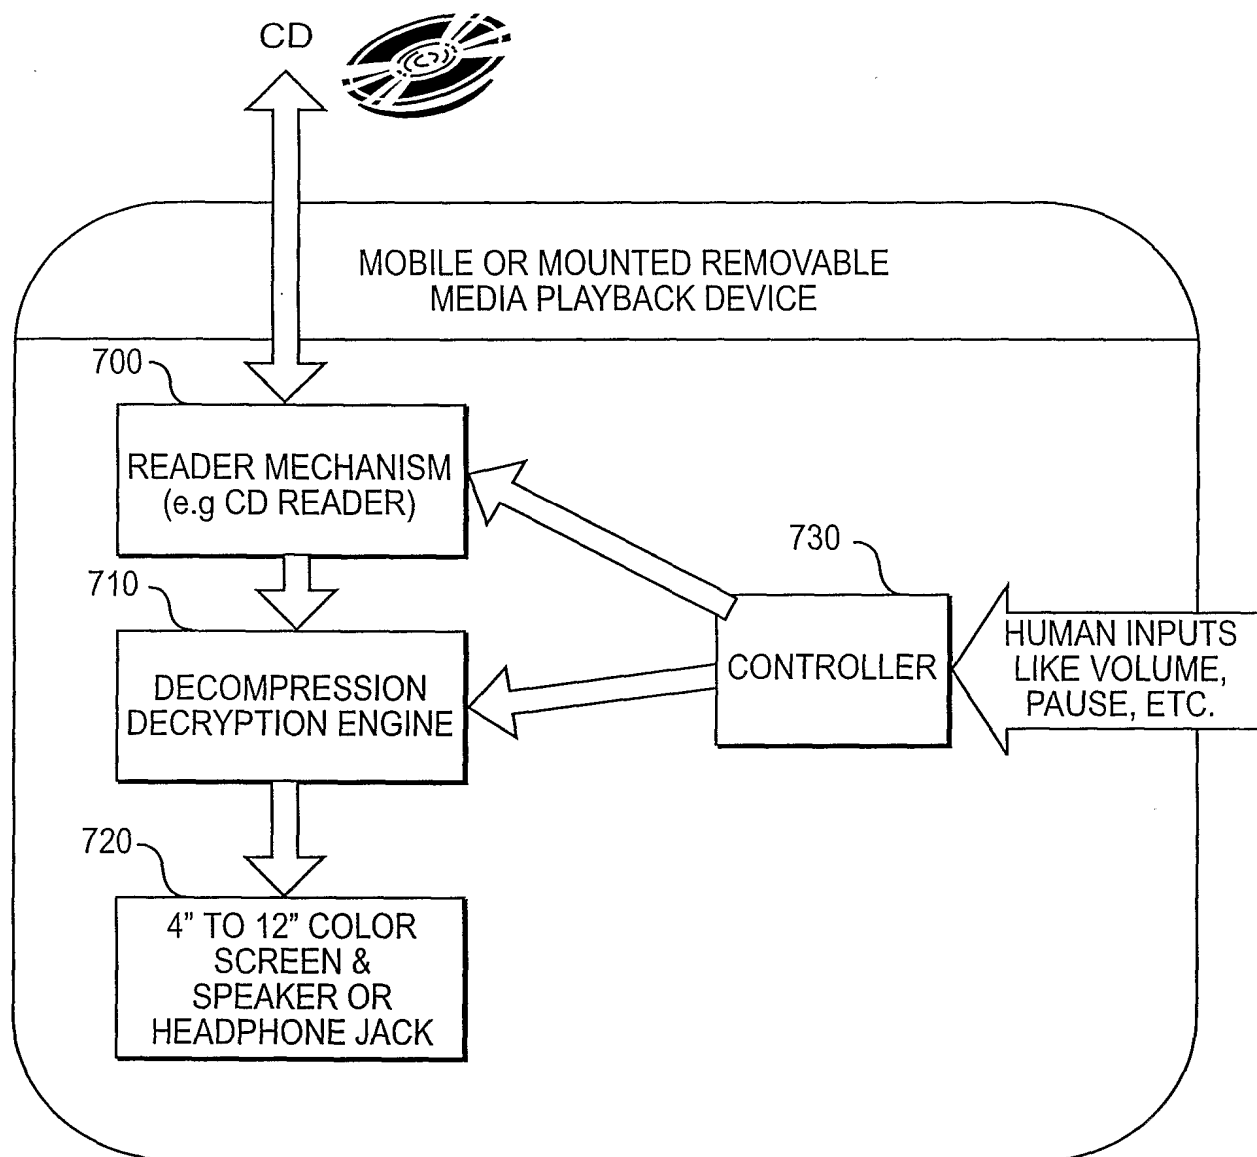 CD
MOBILE OR MOUNTED REMOVABLE
MEDIA PLAYBACK DEVICE
700
READER MECHANISM
(e.g CD READER)
710
DECOMPRESSION
DECRYPTION ENGINE
720
4” TO 12” COLOR
SCREEN &
SPEAKER OR
HEADPHONE JACK
730
CONTROLLER
HUMAN INPUTS
LIKE VOLUME,
PAUSE, ETC.